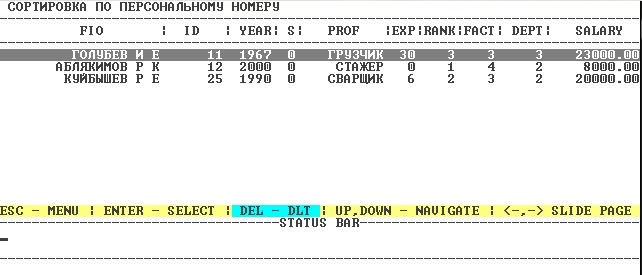 СОРТИРОВКА ПО ПЕРСОНАЛЬНОМУ НОМЕРУ
FIO ¦ ID ¦ YEAR¦ S¦ PROF ¦EXP¦RANK¦FACT¦ DEPT¦ SALARY
ГОЛУБЕВ И Е 11 1967 0 ГРУЗЧИК 30 3 3 3 23000.00
АБЛЯКИМОВ Р К 12 2000 0 СТАЖЕР 0 1 4 2 8000.00
КУЙБЫШЕВ Р Е 25 1990 0 СВАРЩИК 6 2 3 2 20000.00
ESC - MENU ¦ ENTER - SELECT ¦ DEL - DLT ¦ UP,DOWN - NAVIGATE ¦ <-,-> SLIDE PAGE
STATUS BAR